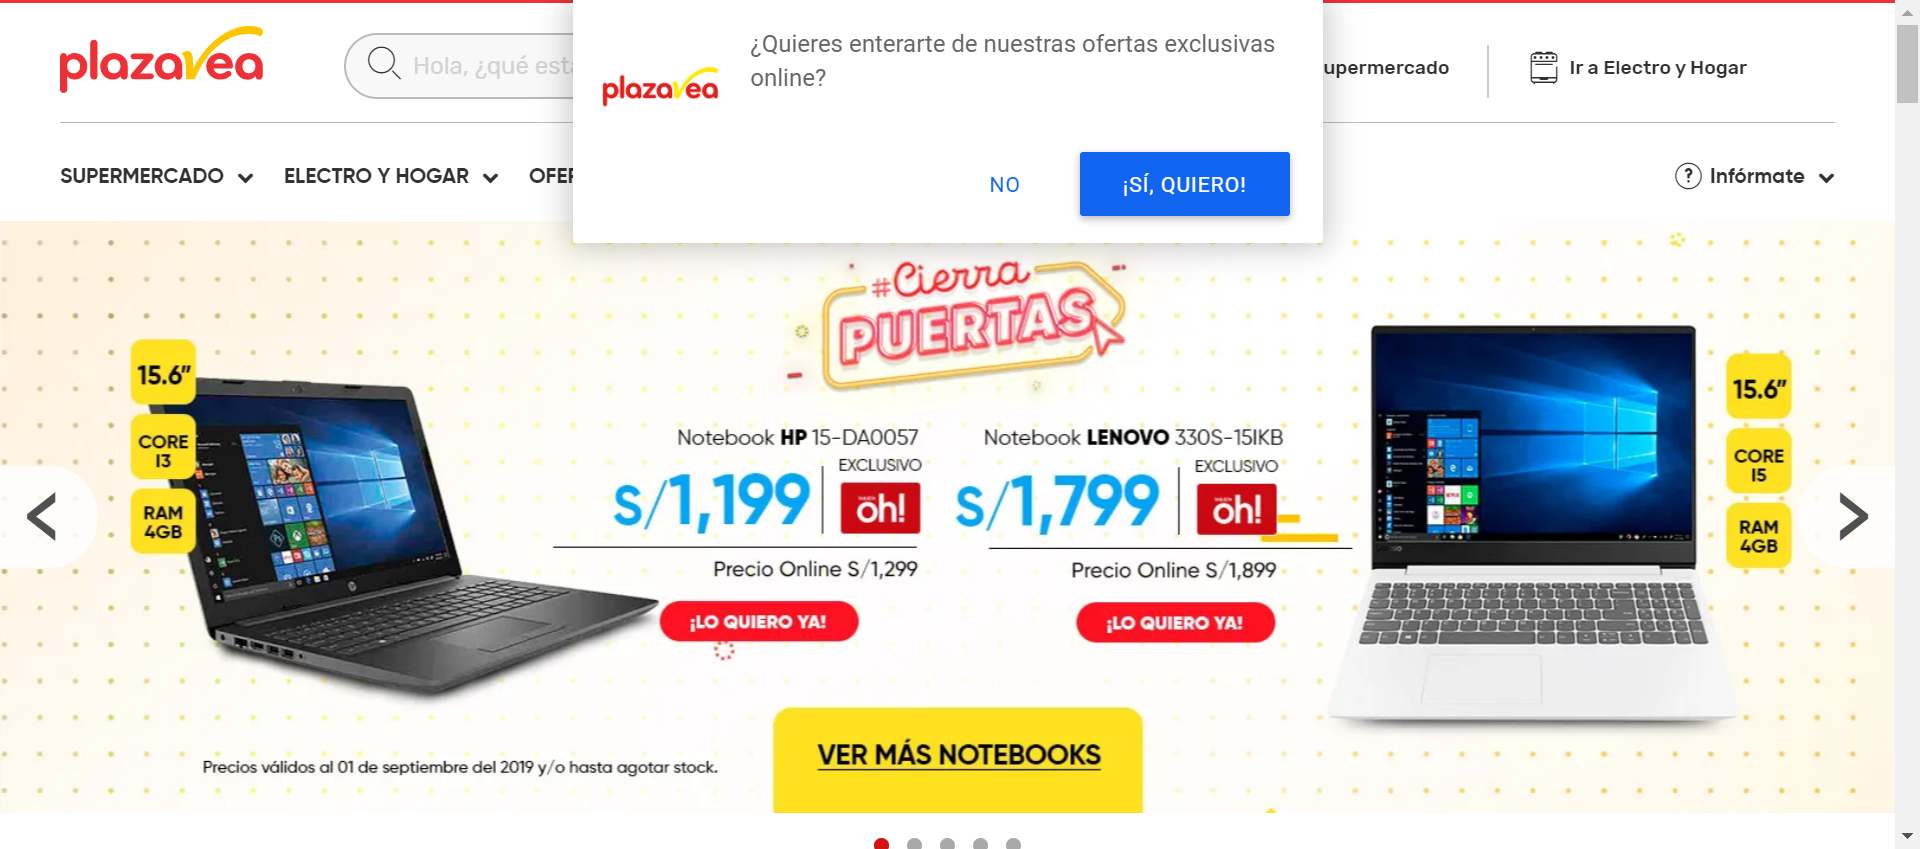 plazavea
Hola, ¿qué est
plazavea
¿Quieres enterarte de nuestras ofertas exclusivas
online?
NO
¡SÍ, QUIERO!
upermercado
Ir a Electro y Hogar
SUPERMERCADO
ELECTRO Y HOGAR
OFE
? Infórmate
#Cierra
PUERTAS
15.6"
CORE
I3
RAM
4GB
Notebook HP 15-DA0057
S/1,199
EXCLUSIVO
oh!
Precio Online S/1,299
¡LO QUIERO YA!
Notebook LENOVO 330S-15IKB
S/1,799
EXCLUSIVO
oh!
Precio Online S/1,899
¡LO QUIERO YA!
15.6"
CORE
I5
RAM
4GB
VER MÁS NOTEBOOKS
Precios válidos al 01 de septiembre del 2019 y/o hasta agotar stock.